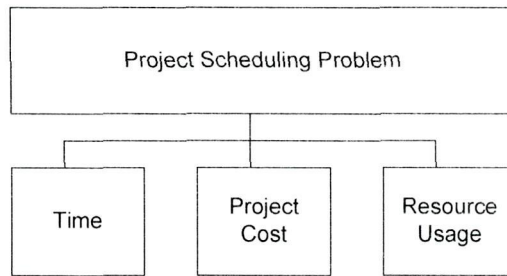 Project Scheduling Problem
Time
Project
Cost
Resource
Usage